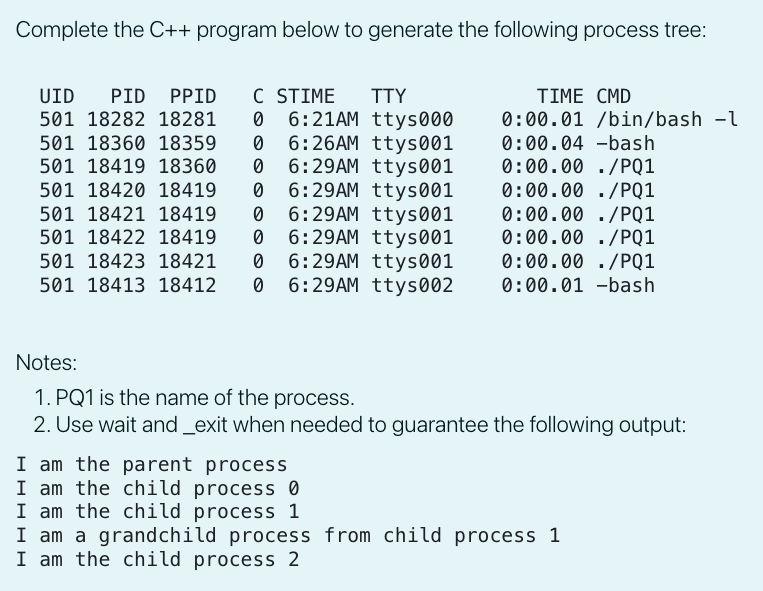 Complete the C++ program below to generate the following process tree:
UID PID PPID C STIME TTY TIME CMD
501 18282 18281 0 6:21AM ttys000 0:00.01 /bin/bash -l
501 18360 18359 0 6:26AM ttys001 0:00.04 -bash
501 18419 18360 0 6:29AM ttys001 0:00.00 ./PQ1
501 18420 18419 0 6:29AM ttys001 0:00.00 ./PQ1
501 18421 18419 0 6:29AM ttys001 0:00.00 ./PQ1
501 18422 18419 0 6:29AM ttys001 0:00.00 ./PQ1
501 18423 18421 0 6:29AM ttys001 0:00.00 ./PQ1
501 18413 18412 0 6:29AM ttys002 0:00.01 -bash
Notes:
1. PQ1 is the name of the process.
2. Use wait and _exit when needed to guarantee the following output:
I am the parent process
I am the child process 0
I am the child process 1
I am a grandchild process from child process 1
I am the child process 2